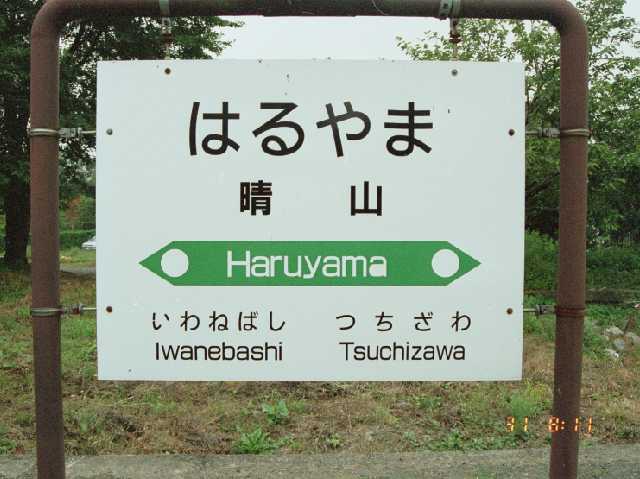 はるやま
晴山
Haruyama
いわねばし つちざわ
Iwanebashi Tsuchizawa